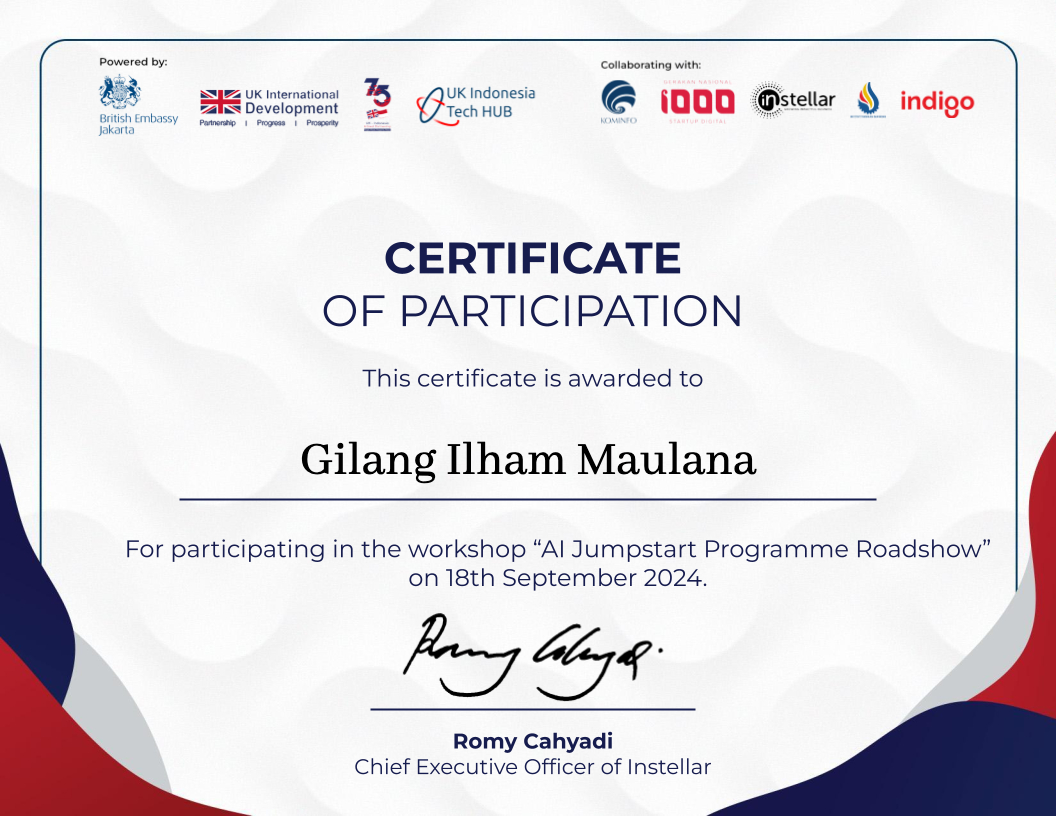 Powered by:
British Embassy
Jakarta
UK International
Development
Partnership | Progress | Prosperity
75
UK Indonesia
Tech HUB
Collaborating with:
KOMINFO
GERAKAN NASIONAL
1000
STARTUP DIGITAL
instellar
indigo
CERTIFICATE
OF PARTICIPATION
This certificate is awarded to
Gilang Ilham Maulana
For participating in the workshop “AI Jumpstart Programme Roadshow”
on 18th September 2024.
Romy Cahyadi
Romy Cahyadi
Chief Executive Officer of Instellar